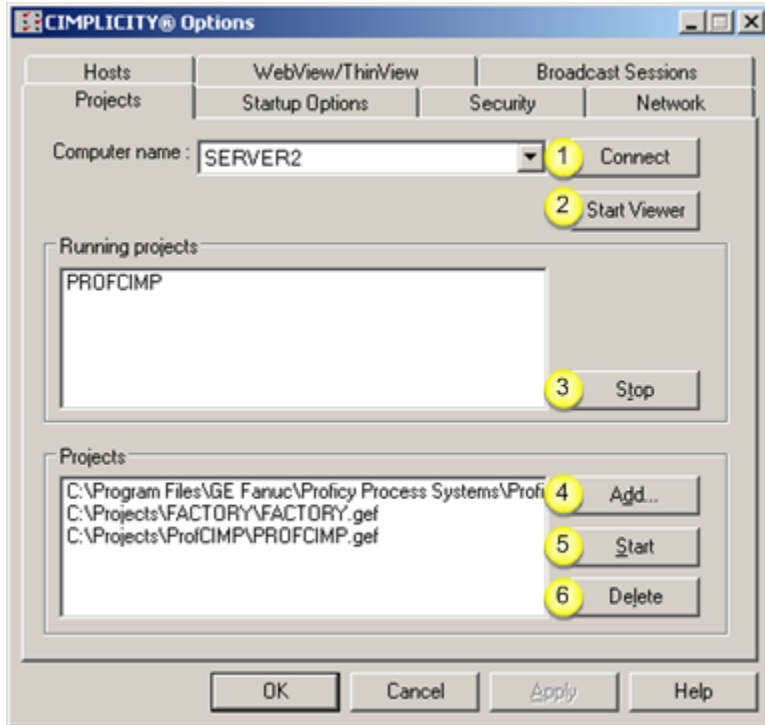 CIMPLICITY® Options
Hosts WebView/ThinView Broadcast Sessions
Projects Startup Options Security Network
Computer name : SERVER2 1 Connect
2 Start Viewer
Running projects
PROFCIMP
3 Stop
Projects
C:\Program Files\GE Fanuc\Proficy Process Systems\Profi 4 Add...
C:\Projects\FACTORY\FACTORY.gef
C:\Projects\ProfCIMP\PROFCIMP.gef
5 Start
6 Delete
OK Cancel Apply Help